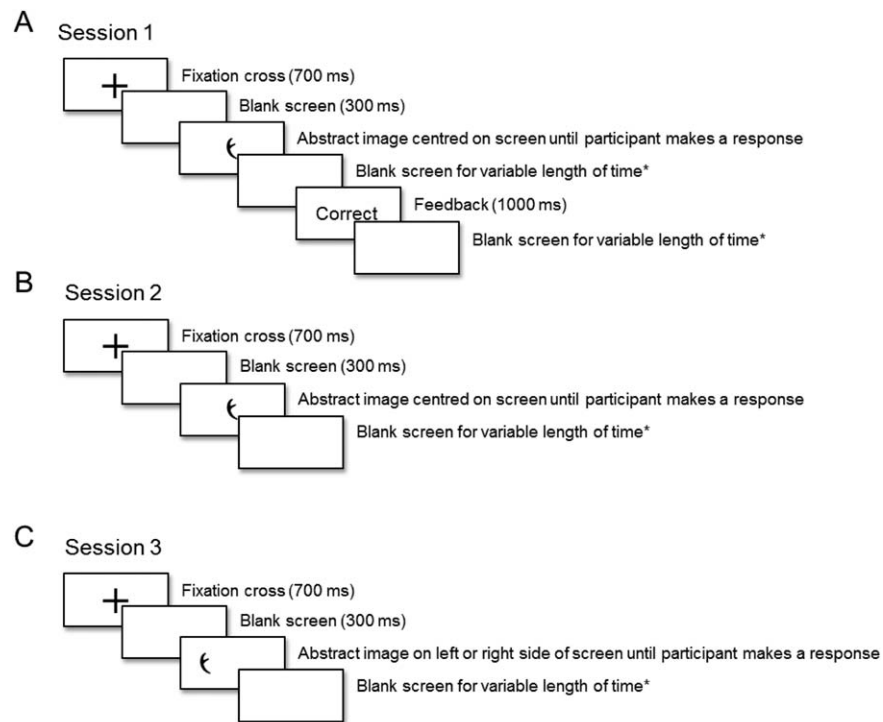 A
Session 1
Fixation cross (700 ms)
Blank screen (300 ms)
Abstract image centred on screen until participant makes a response
Blank screen for variable length of time*
Correct
Feedback (1000 ms)
Blank screen for variable length of time*
B
Session 2
Fixation cross (700 ms)
Blank screen (300 ms)
Abstract image centred on screen until participant makes a response
Blank screen for variable length of time*
C
Session 3
Fixation cross (700 ms)
Blank screen (300 ms)
Abstract image on left or right side of screen until participant makes a response
Blank screen for variable length of time*